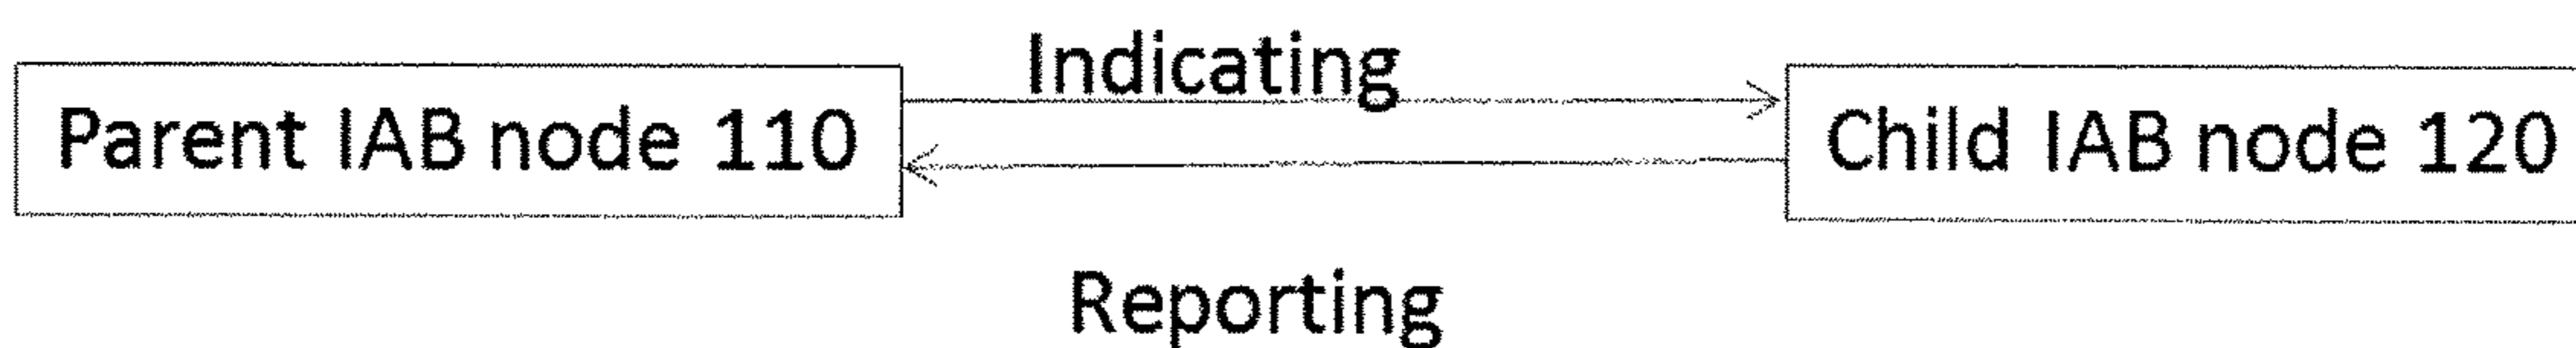 Indicating
Parent IAB node 110
Child IAB node 120
Reporting